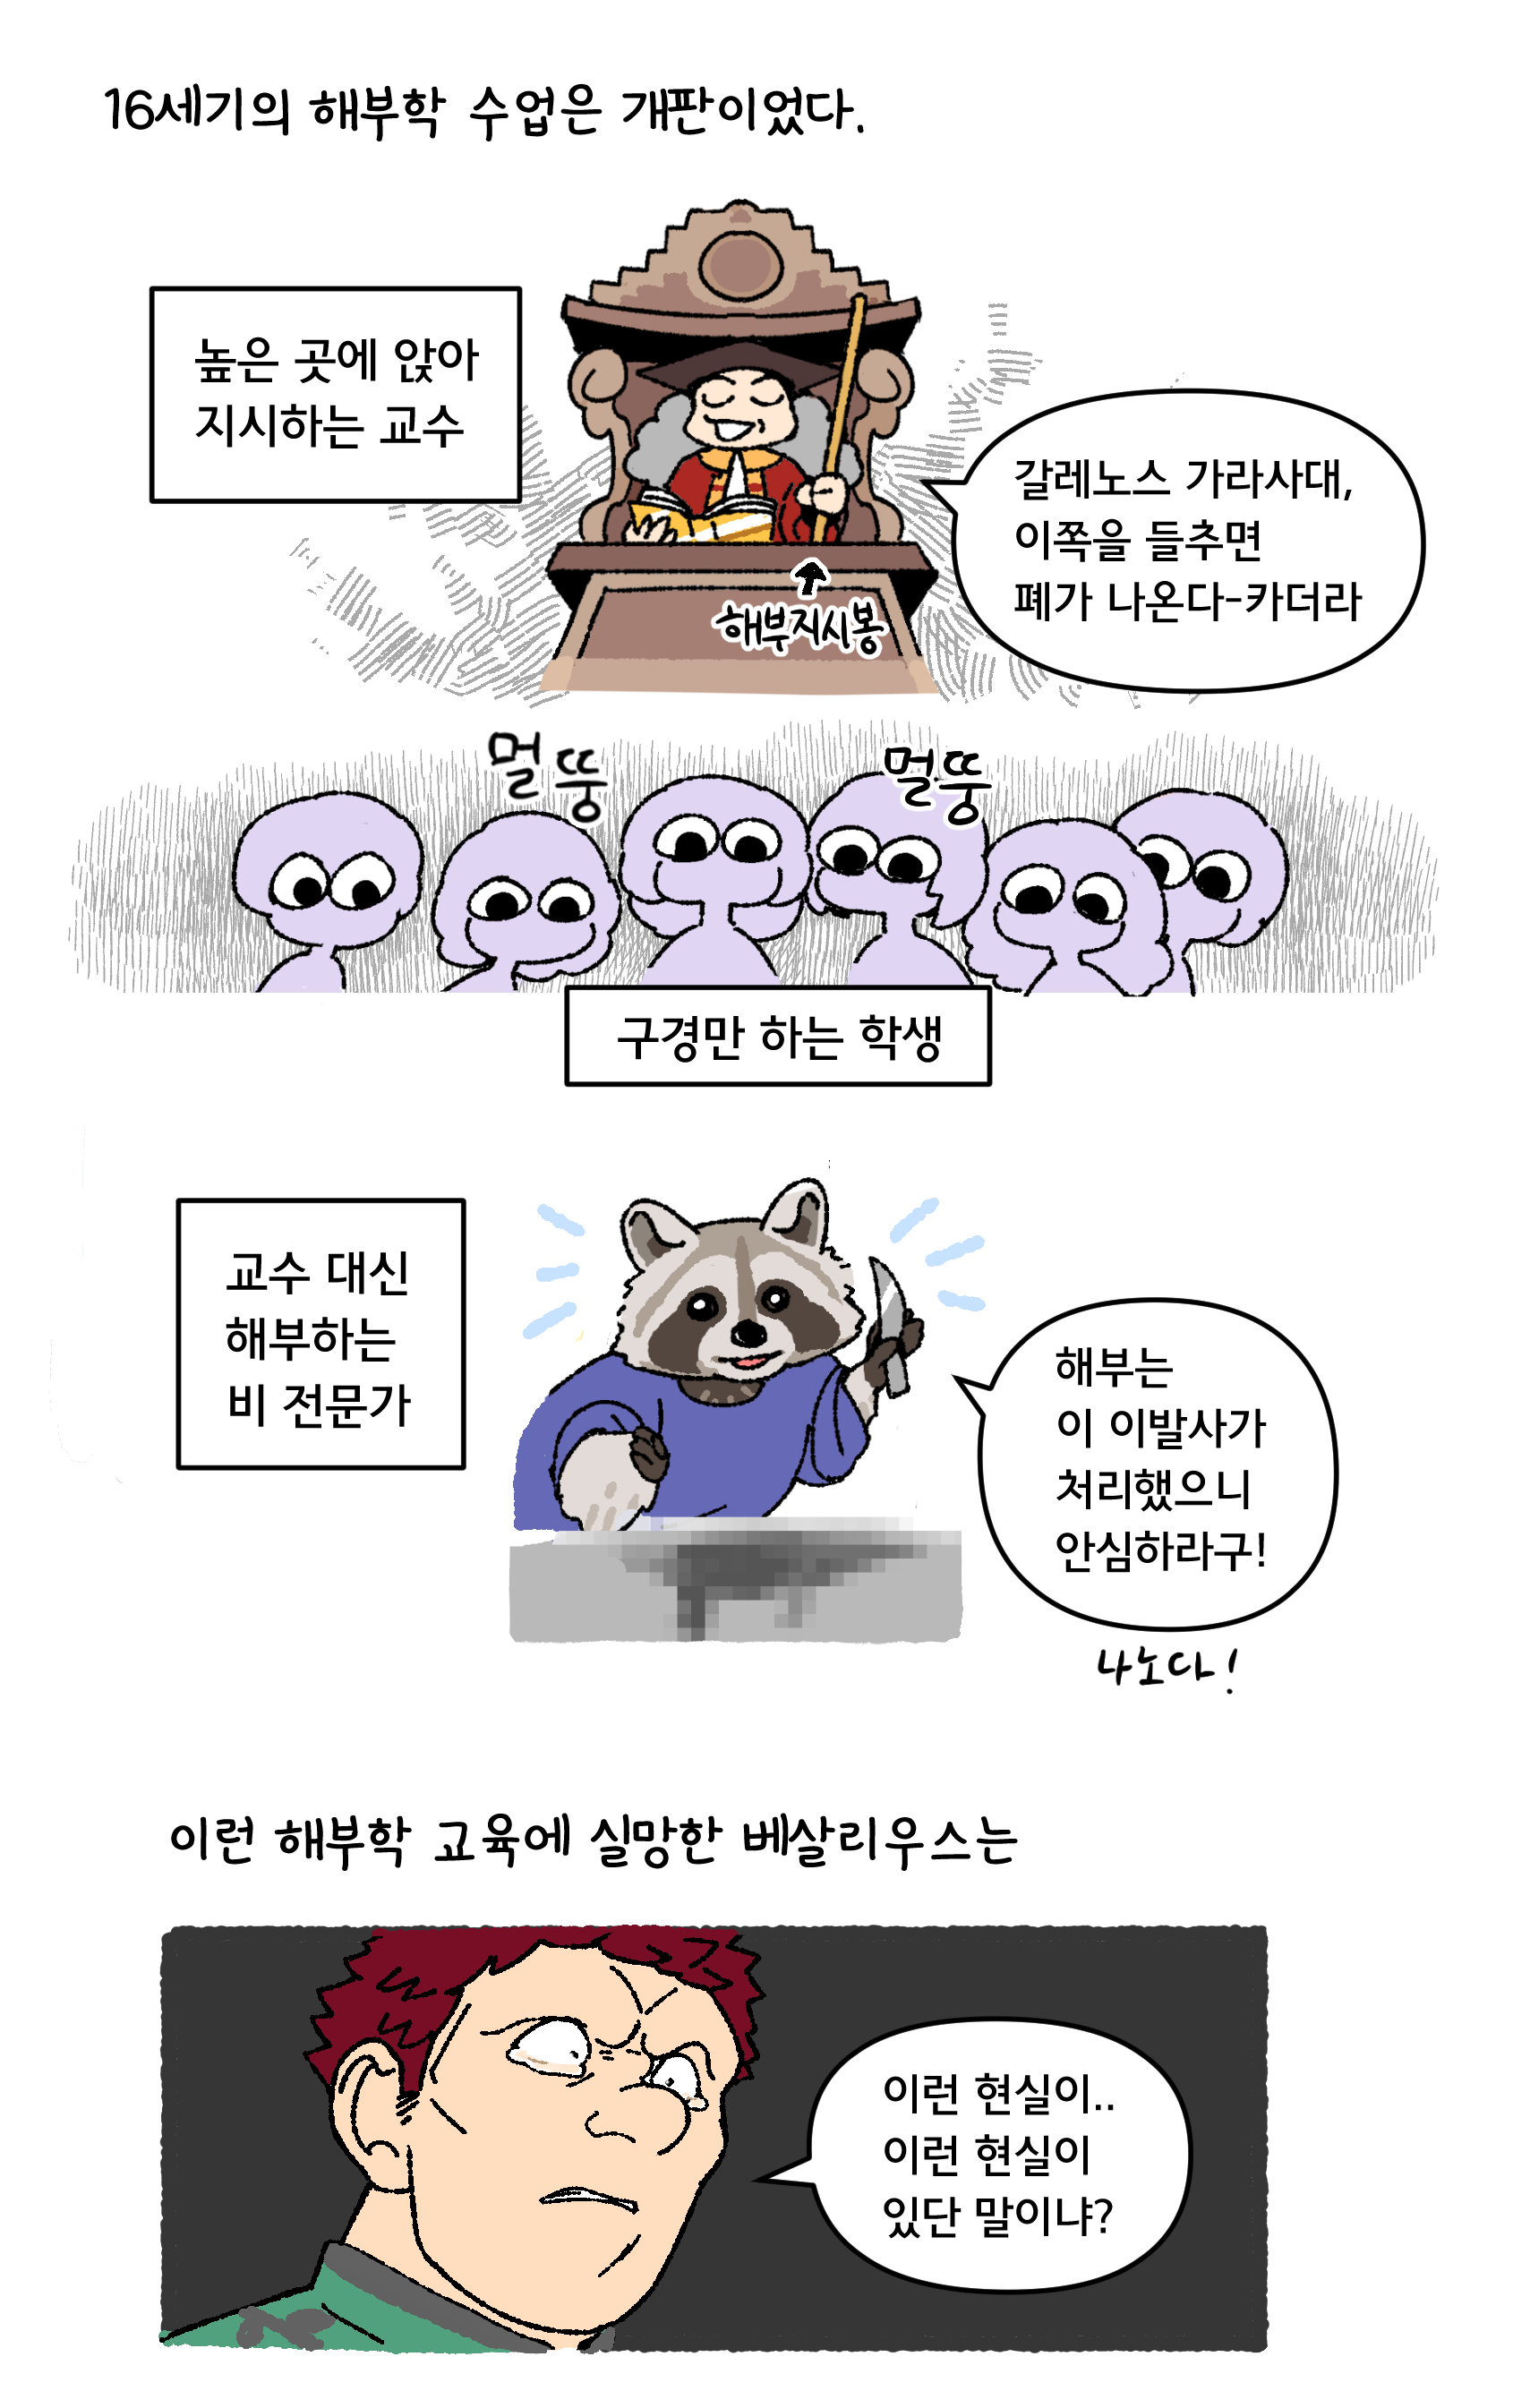 16세기의 해부학 수업은 개판이었다.
높은 곳에 앉아
지시하는 교수
갈레노스 가라사대,
이쪽을 들추면
폐가 나온다-카더라
해부지시봉
멀뚱
멀뚱
구경만 하는 학생
교수 대신
해부하는
비 전문가
해부는
이 이발사가
처리했으니
안심하라구!
나노다!
이런 해부학 교육에 실망한 베살리우스는
이런 현실이..
이런 현실이
있단 말이냐?